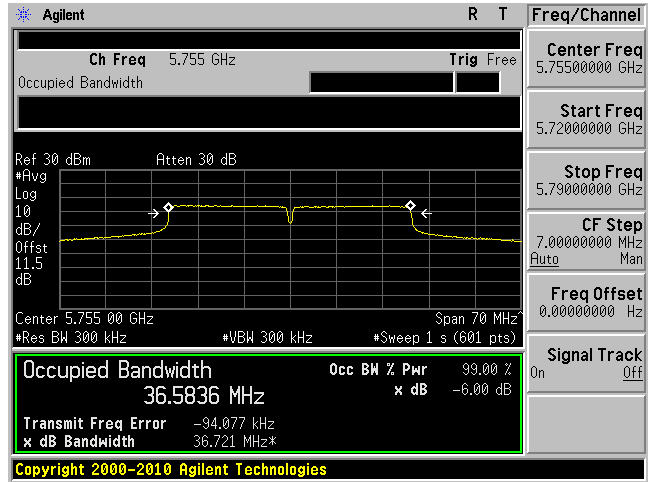 Agilent R T
Freq/Channel
Ch Freq 5.755 GHz Trig Free
Occupied Bandwidth
Center Freq
5.75500000 GHz
Start Freq
5.72000000 GHz
Stop Freq
5.79000000 GHz
CF Step
7.00000000 MHz
Auto Man
Freq Offset
0.00000000 Hz
Signal Track
On Off
Ref 30 dBm Atten 30 dB
#Avg
Log
10
dB/
Offst
11.5
dB
Center 5.755 00 GHz Span 70 MHz^
#Res BW 300 kHz #VBW 300 kHz #Sweep 1 s (601 pts)
Occupied Bandwidth Occ BW % Pwr 99.00 %
36.5836 MHz x dB -6.00 dB
Transmit Freq Error -94.077 kHz
x dB Bandwidth 36.721 MHz*
Copyright 2000-2010 Agilent Technologies